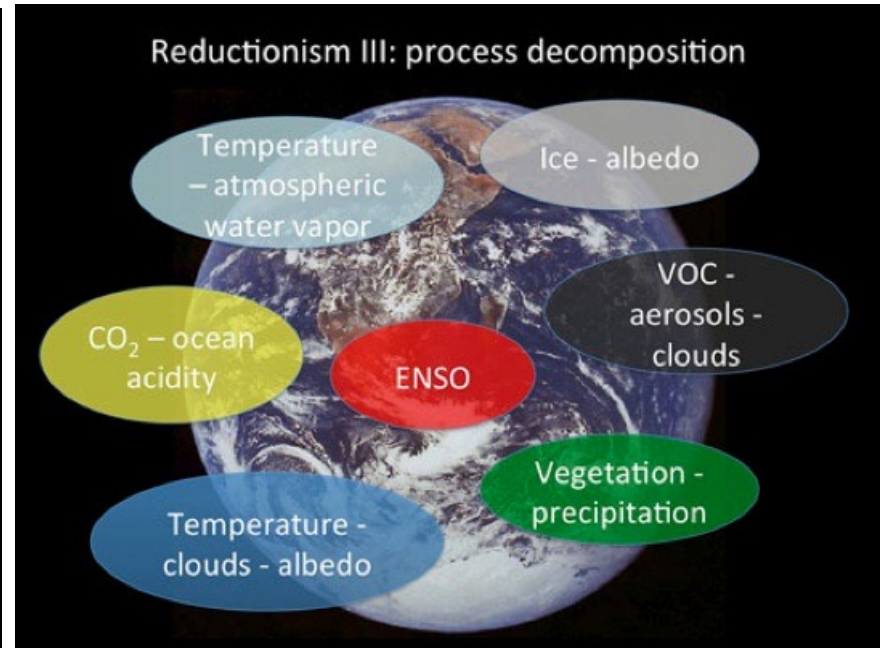 Reductionism III: process decomposition
Temperature
– atmospheric
water vapor
Ice - albedo
VOC -
aerosols -
clouds
CO₂ – ocean
acidity
ENSO
Vegetation -
precipitation
Temperature -
clouds - albedo